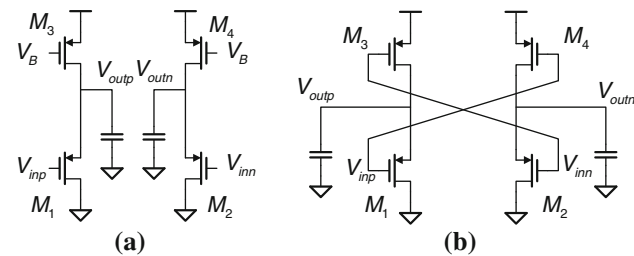 M3
M4
VB
VB
Voutp
Voutn
Vinp
Vinn
M1
M2
(a)
M3
M4
Voutp
Voutn
Vinp
Vinn
M1
M2
(b)